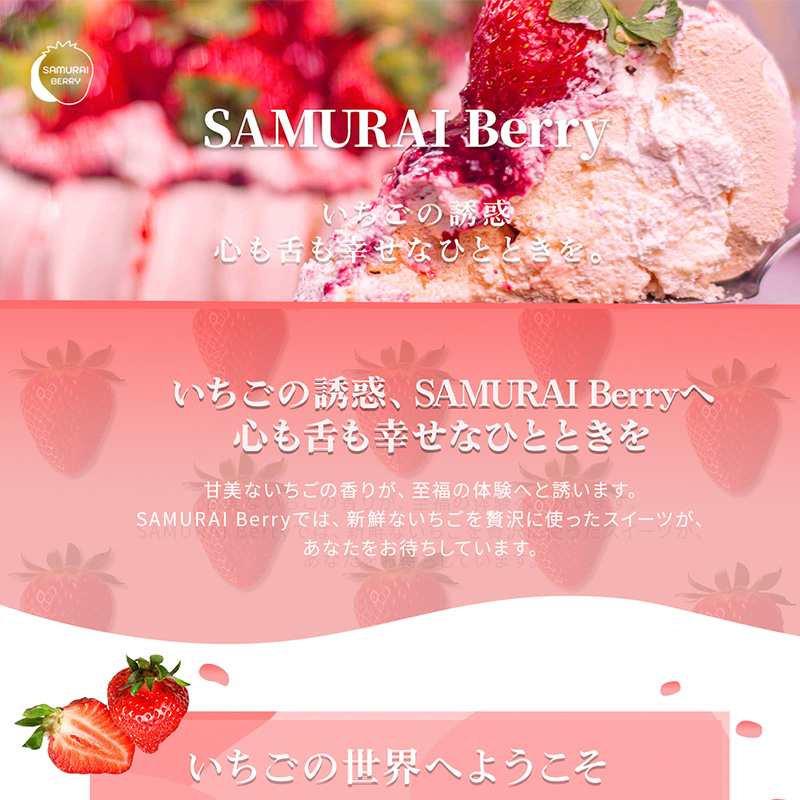 SAMURAI
BERRY
SAMURAI Berry
いちごの誘惑
心も舌も幸せなひとときを。
いちごの誘惑、SAMURAI Berryへ
心も舌も幸せなひとときを
甘美ないちごの香りが、至福の体験へと誘います。
SAMURAI Berryでは、新鮮ないちごを贅沢に使ったスイーツが、
あなたをお待ちしています。
いちごの世界へようこそ